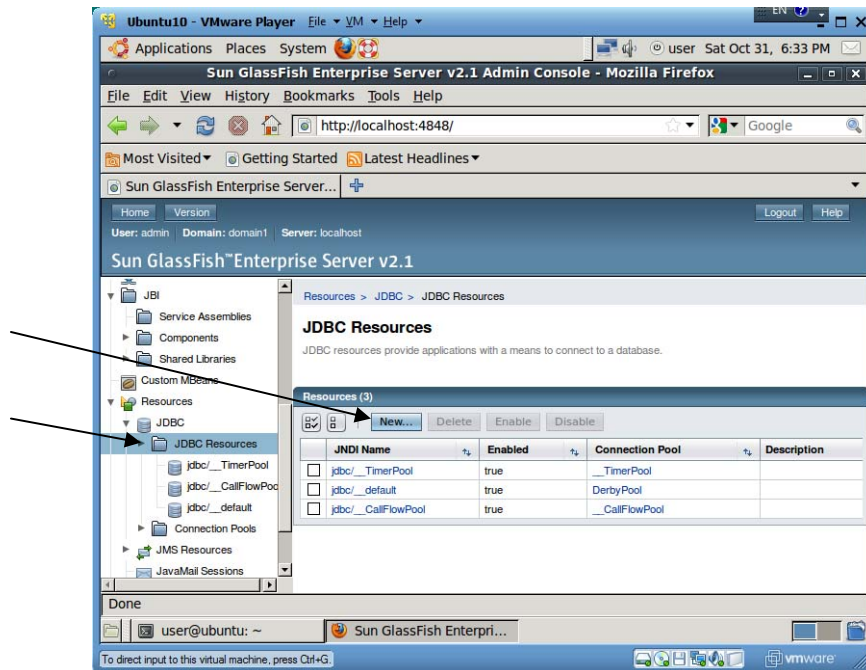 Ubuntu10 - VMware Player File VM Help
EN
Applications Places System user Sat Oct 31, 6:33 PM
Sun GlassFish Enterprise Server v2.1 Admin Console - Mozilla Firefox
File Edit View History Bookmarks Tools Help
http://localhost:4848/ Google
Most Visited Getting Started Latest Headlines
Sun GlassFish Enterprise Server...
Home Version Logout Help
User: admin Domain: domain1 Server: localhost
Sun GlassFish™ Enterprise Server v2.1
JBI
Service Assemblies
Components
Shared Libraries
Custom MBeans
Resources
JDBC
JDBC Resources
jdbc/__TimerPool
jdbc/__CallFlowPoo
jdbc/__default
Connection Pools
JMS Resources
JavaMail Sessions
Resources > JDBC > JDBC Resources
JDBC Resources
JDBC resources provide applications with a means to connect to a database.
Resources (3)
New... Delete Enable Disable
JNDI Name Enabled Connection Pool Description
jdbc/__TimerPool true __TimerPool
jdbc/__default true DerbyPool
jdbc/__CallFlowPool true __CallFlowPool
Done
user@ubuntu: ~ Sun GlassFish Enterpri...
To direct input to this virtual machine, press Ctrl+G. vmware